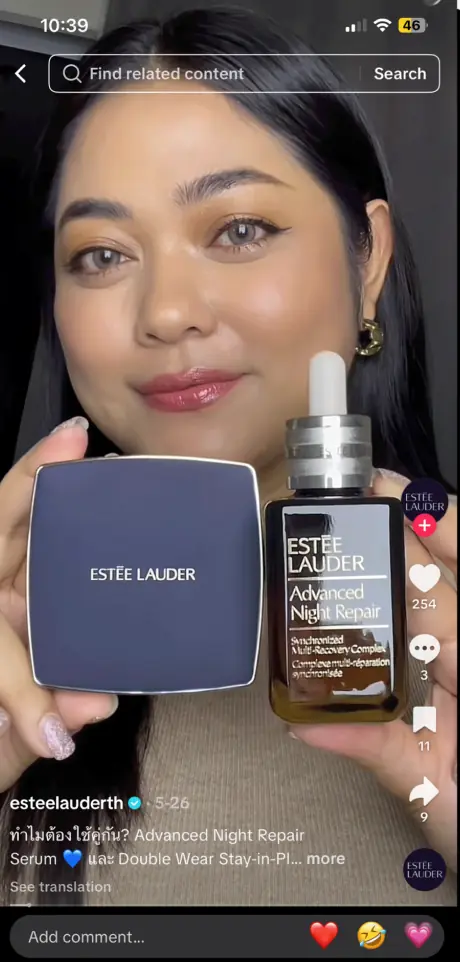 10:39
46
Find related content
Search
ESTĒE LAUDER
ESTĒE
LAUDER
Advanced
Night Repair
Synchronized
Multi-Recovery Complex
Complexe multi-réparation
synchronisée
ESTĒE
LAUDER
254
3
11
9
esteelauderth · 5-26
ทำไมต้องใช้คู่กัน? Advanced Night Repair
Serum 💙 และ Double Wear Stay-in-Pl... more
See translation
ESTĒE
LAUDER
Add comment...